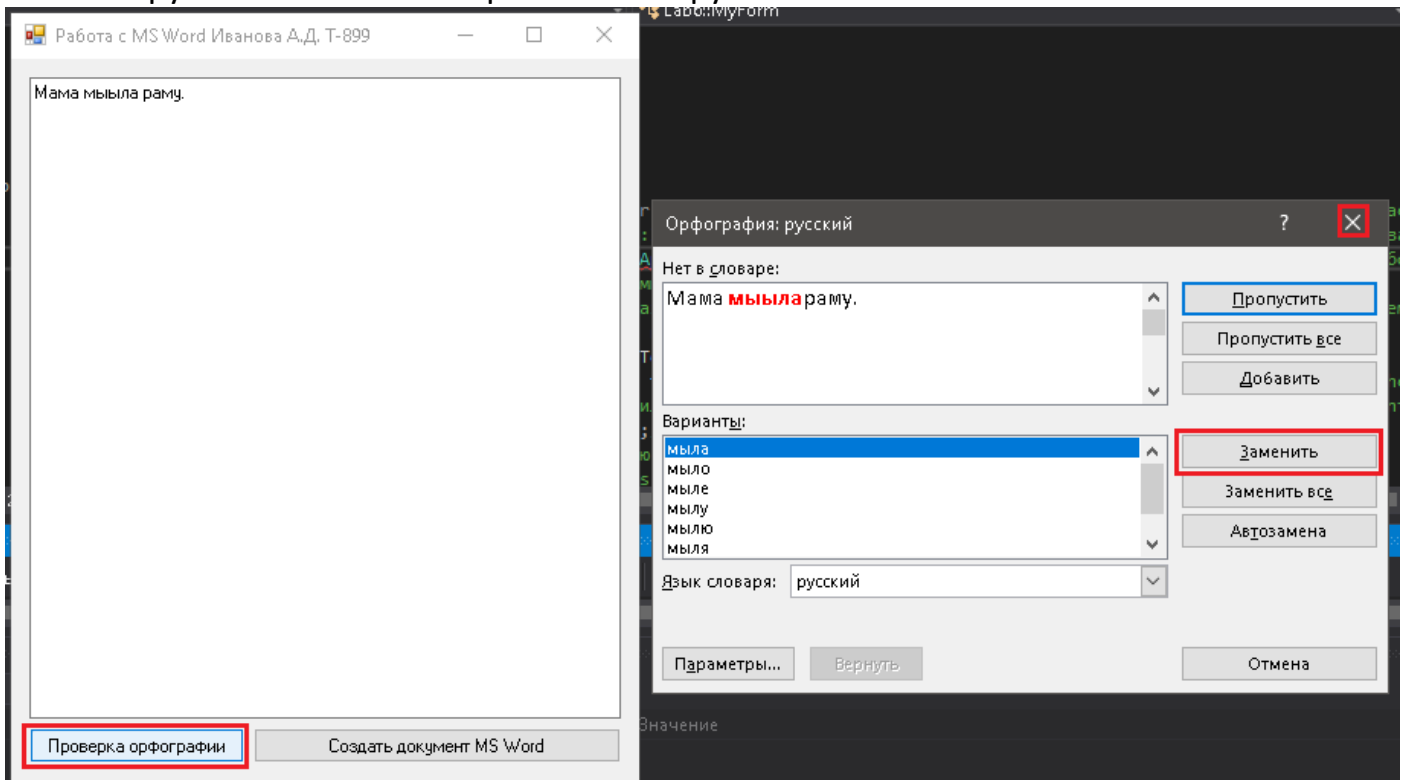 Lab6::MyForm
Работа с MS Word Иванова А.Д. Т-899
Мама мыыла раму.
Проверка орфографии
Создать документ MS Word
Орфография: русский
?
Нет в словаре:
Мама мыыла раму.
Пропустить
Пропустить все
Добавить
Варианты:
мыла
мыло
мыле
мылу
мылю
мыля
Заменить
Заменить все
Автозамена
Язык словаря: русский
Параметры...
Вернуть
Отмена
Значение